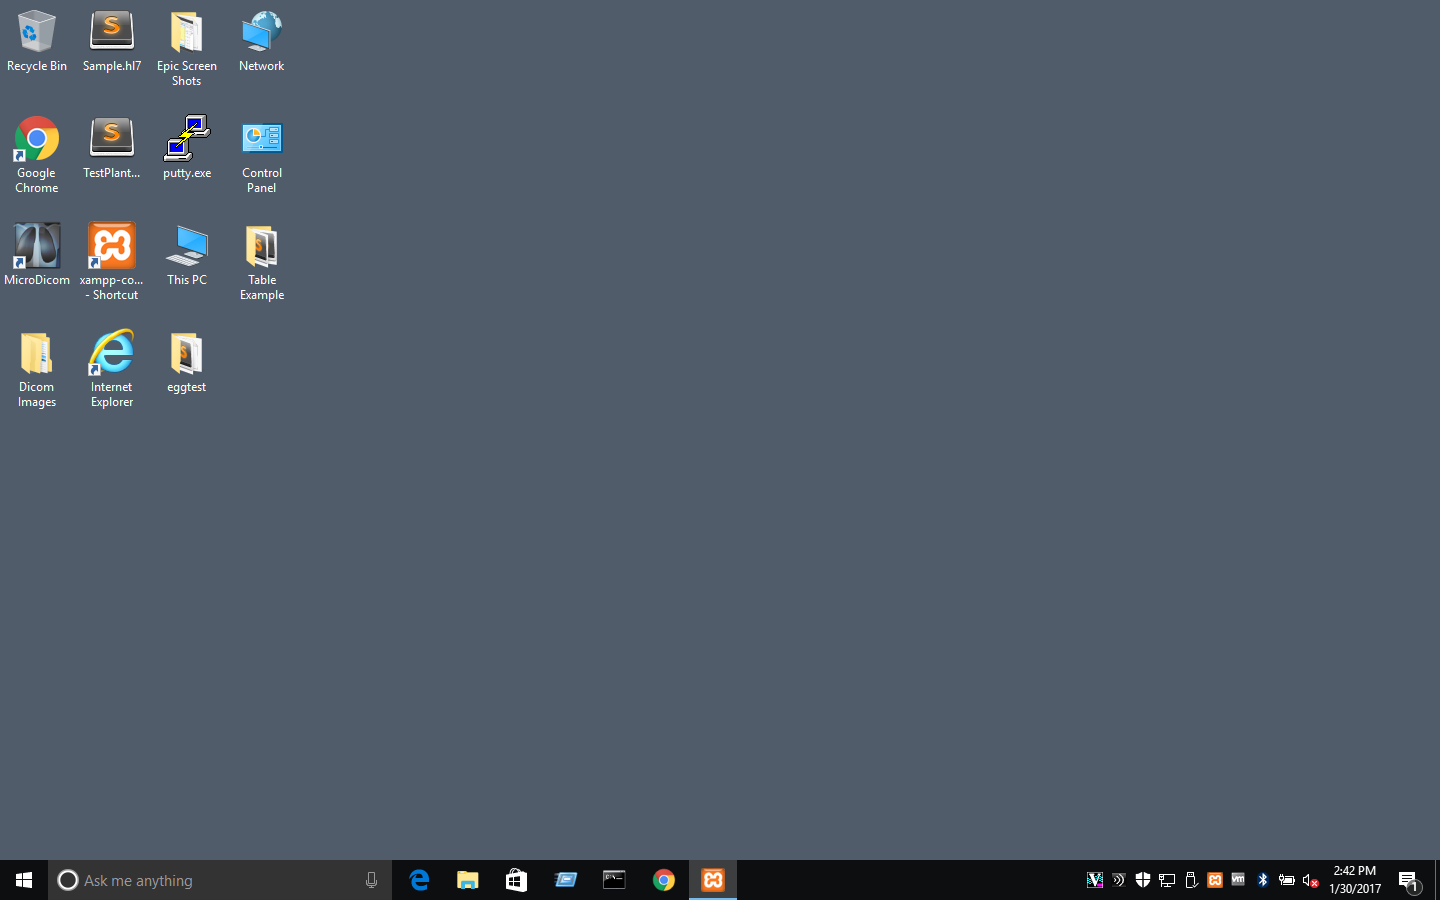 Recycle Bin
Sample.hl7
Epic Screen
Shots
Network
Google
Chrome
TestPlant...
putty.exe
Control
Panel
MicroDicom
xampp-co...
- Shortcut
This PC
Table
Example
Dicom
Images
Internet
Explorer
eggtest
Ask me anything
2:42 PM
1/30/2017
1